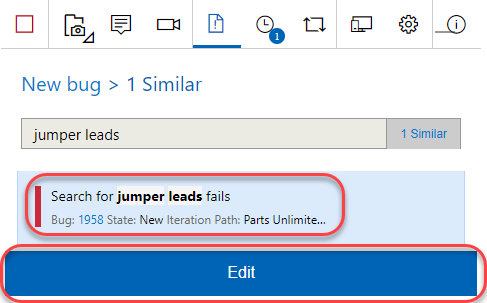 1
New bug > 1 Similar
jumper leads 1 Similar
Search for jumper leads fails
Bug: 1958 State: New Iteration Path: Parts Unlimite...
Edit